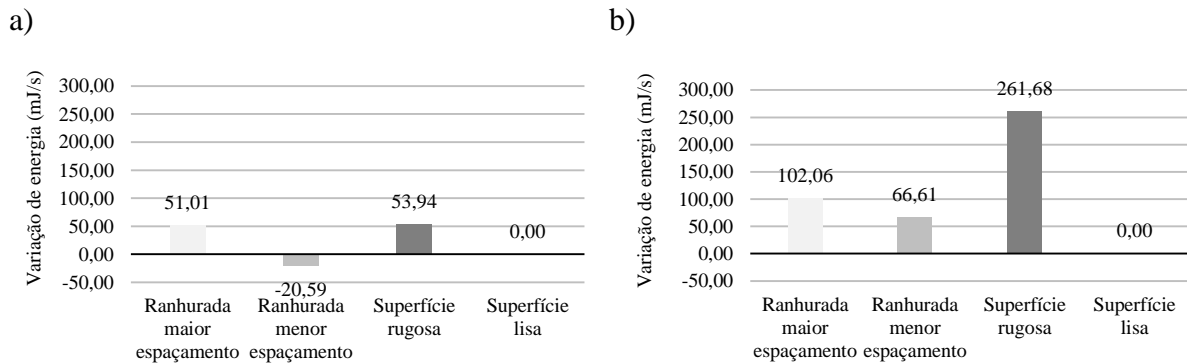 a)
Variação de energia (mJ/s)
300,00
250,00
200,00
150,00
100,00
50,00
0,00
-50,00
51,01
-20,59
53,94
0,00
Ranhurada maior espaçamento
Ranhurada menor espaçamento
Superfície rugosa
Superfície lisa
b)
Variação de energia (mJ/s)
300,00
250,00
200,00
150,00
100,00
50,00
0,00
-50,00
102,06
66,61
261,68
0,00
Ranhurada maior espaçamento
Ranhurada menor espaçamento
Superfície rugosa
Superfície lisa